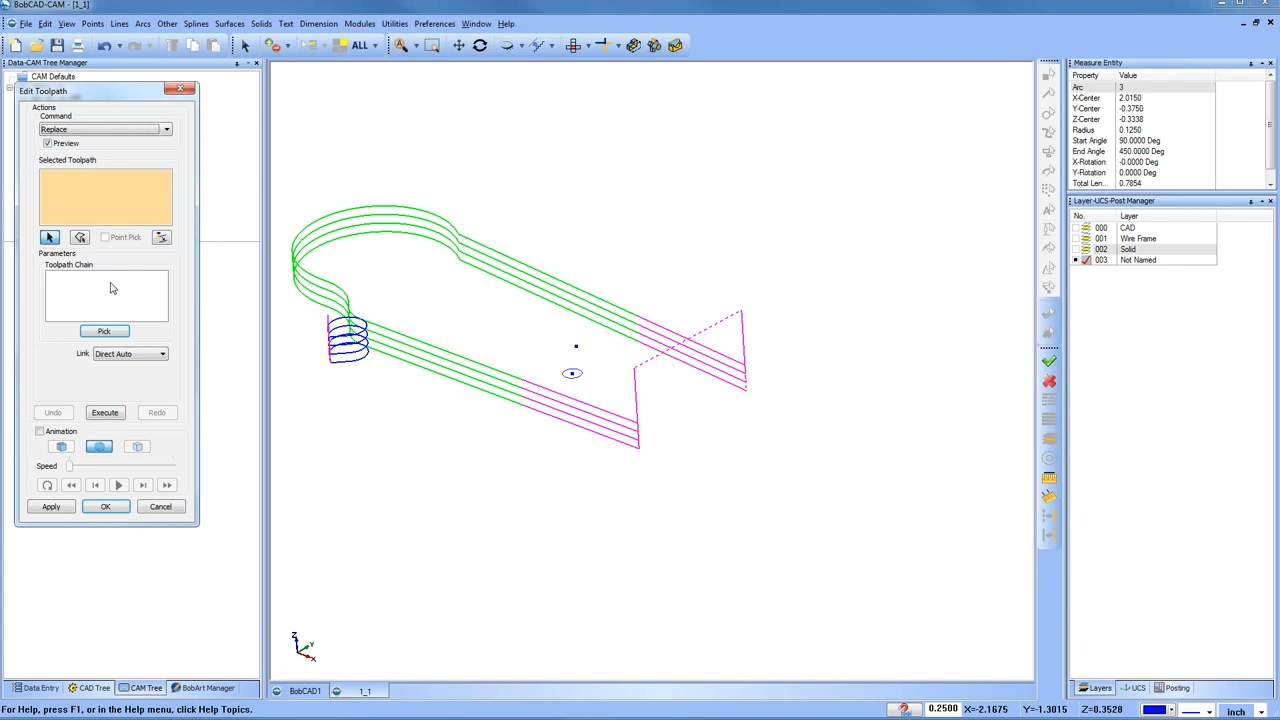 BobCAD-CAM - [1_1]
File Edit View Points Lines Arcs Other Splines Surfaces Solids Text Dimension Modules Utilities Preferences Window Help
ALL
Data-CAM Tree Manager
CAM Defaults
Edit Toolpath
Actions
Command
Replace
Preview
Selected Toolpath
Point Pick
Parameters
Toolpath Chain
Pick
Link Direct Auto
Undo Execute Redo
Animation
Speed
Apply OK Cancel
Z
Y
X
Measure Entity
Property Value
Arc 3
X-Center 2.0150
Y-Center -0.3750
Z-Center -0.3338
Radius 0.1250
Start Angle 90.0000 Deg
End Angle 450.0000 Deg
X-Rotation -0.0000 Deg
Y-Rotation 0.0000 Deg
Total Len... 0.7854
Layer-UCS-Post Manager
No. Layer
000 CAD
001 Wire Frame
002 Solid
003 Not Named
Data Entry CAD Tree CAM Tree BobArt Manager
BobCAD1 1_1
Layers UCS Posting
For Help, press F1, or in the Help menu, click Help Topics.
0.2500 X=-2.1675 Y=-1.3015 Z=0.3528 inch